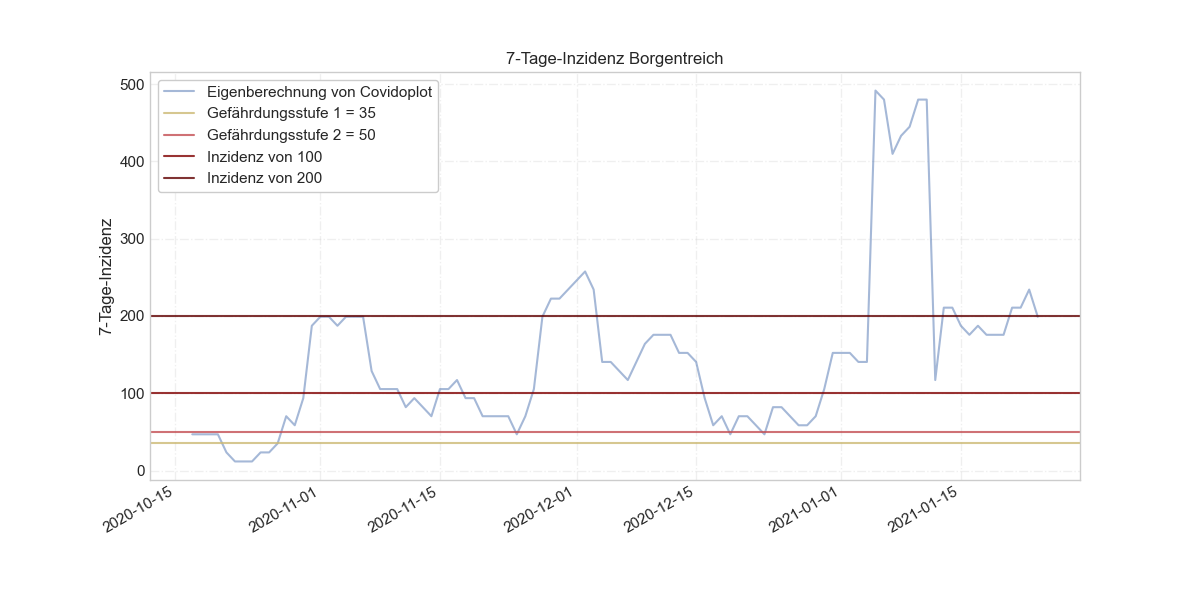 7-Tage-Inzidenz Borgentreich
500
400
300
200
100
0
7-Tage-Inzidenz
Eigenberechnung von Covidoplot
Gefährdungsstufe 1 = 35
Gefährdungsstufe 2 = 50
Inzidenz von 100
Inzidenz von 200
2020-10-15
2020-11-01
2020-11-15
2020-12-01
2020-12-15
2021-01-01
2021-01-15